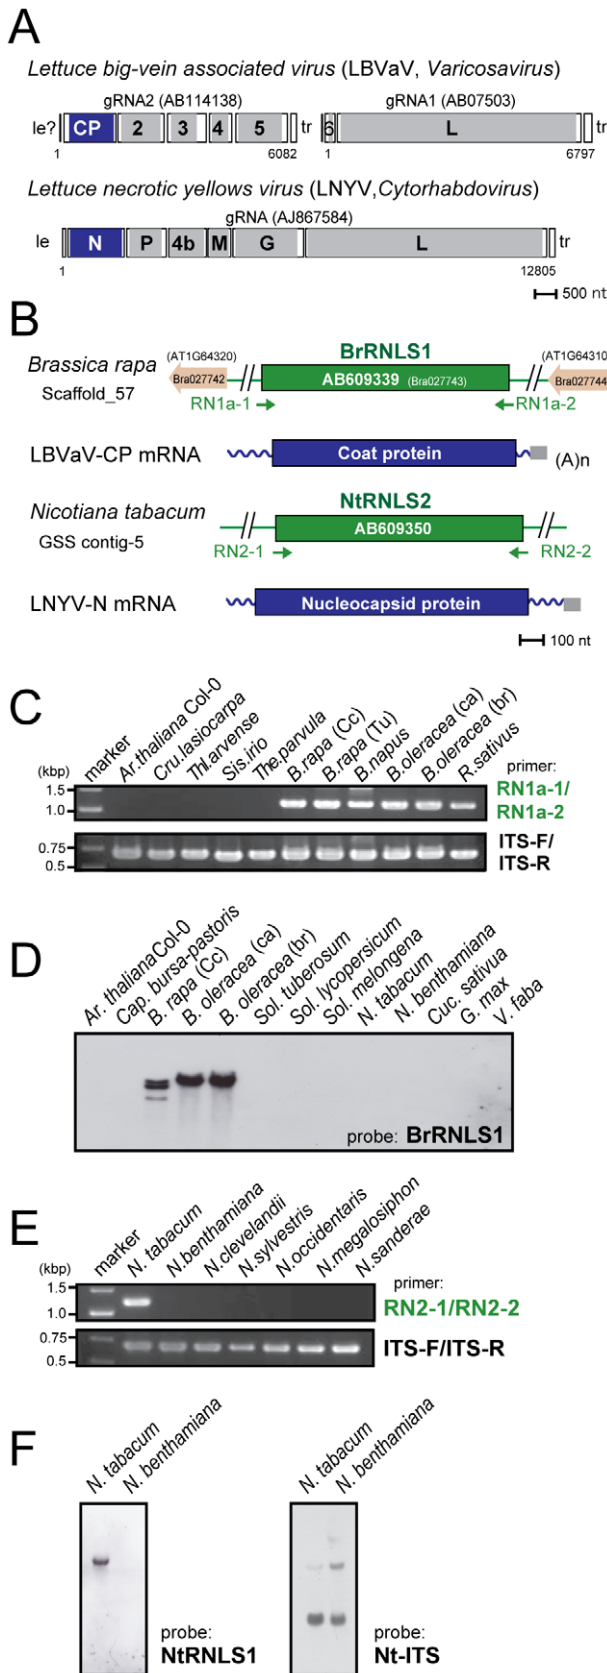 A
Lettuce big-vein associated virus (LBVaV, Varicosavirus)
gRNA2 (AB114138) gRNA1 (AB07503)
le? CP 2 3 4 5 tr 6 L tr
1 6082 1 6797
Lettuce necrotic yellows virus (LNYV,Cytorhabdovirus)
gRNA (AJ867584)
le N P 4b M G L tr
1 12805
500 nt
B
BrRNLS1
(AT1G64320) (AT1G64310)
Brassica rapa Bra027742 AB609339 (Bra027743) Bra027744
Scaffold_57 RN1a-1 RN1a-2
LBVaV-CP mRNA Coat protein (A)n
Nicotiana tabacum NtRNLS2
GSS contig-5 AB609350
RN2-1 RN2-2
LNYV-N mRNA Nucleocapsid protein
100 nt
C
marker Ar.thaliana Col-0 Cru.lasiocarpa Thl.arvense Sis.irio The.parvula B.rapa (Cc) B.rapa (Tu) B.napus B.oleracea (ca) B.oleracea (br) R.sativus
(kbp) primer:
1.5 RN1a-1/
1.0 RN1a-2
0.75 ITS-F/
0.5 ITS-R
D
Ar. thaliana Col-0 Cap. bursa-pastoris B. rapa (Cc) B. oleracea (ca) B. oleracea (br) Sol. tuberosum Sol. lycopersicum Sol. melongena N. tabacum N. benthamiana Cuc. sativua G. max V. faba
probe: BrRNLS1
E
marker N. tabacum N.benthamiana N.clevelandii N.sylvestris N.occidentaris N.megalosiphon N.sanderae
(kbp) primer:
1.5
1.0 RN2-1/RN2-2
0.75 ITS-F/ITS-R
0.5
F
N. tabacum N. benthamiana N. tabacum N. benthamiana
probe: probe:
NtRNLS1 Nt-ITS